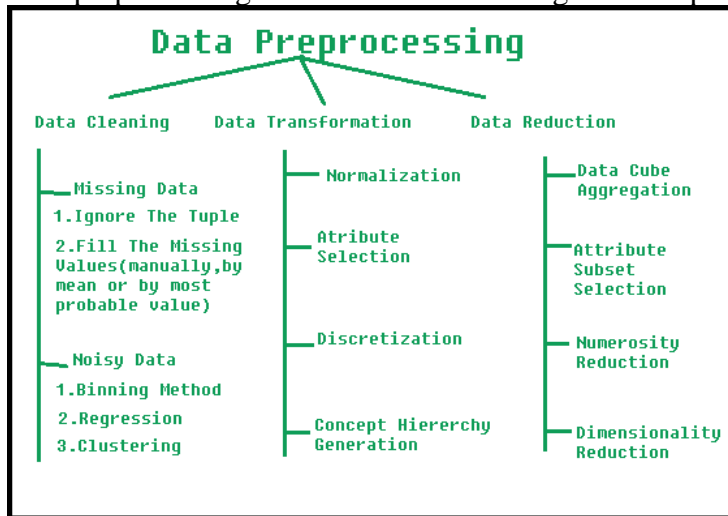 Data Preprocessing
Data Cleaning
Missing Data
1.Ignore The Tuple
2.Fill The Missing
Values(manually,by
mean or by most
probable value)
Noisy Data
1.Binning Method
2.Regression
3.Clustering
Data Transformation
Normalization
Atribute
Selection
Discretization
Concept Hiererchy
Generation
Data Reduction
Data Cube
Aggregation
Attribute
Subset
Selection
Numerosity
Reduction
Dimensionality
Reduction